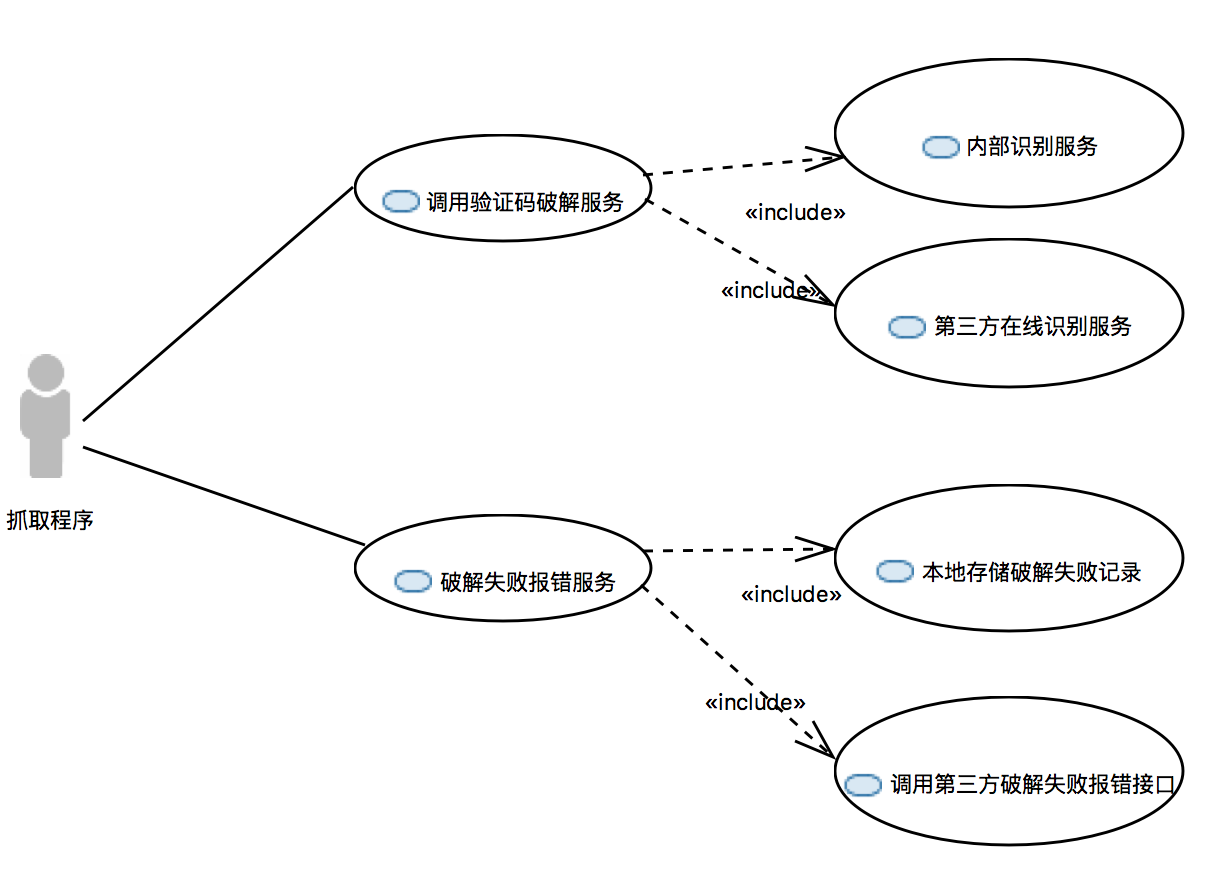 内部识别服务
调用验证码破解服务
«include»
«include»
第三方在线识别服务
抓取程序
破解失败报错服务
本地存储破解失败记录
«include»
«include»
调用第三方破解失败报错接口